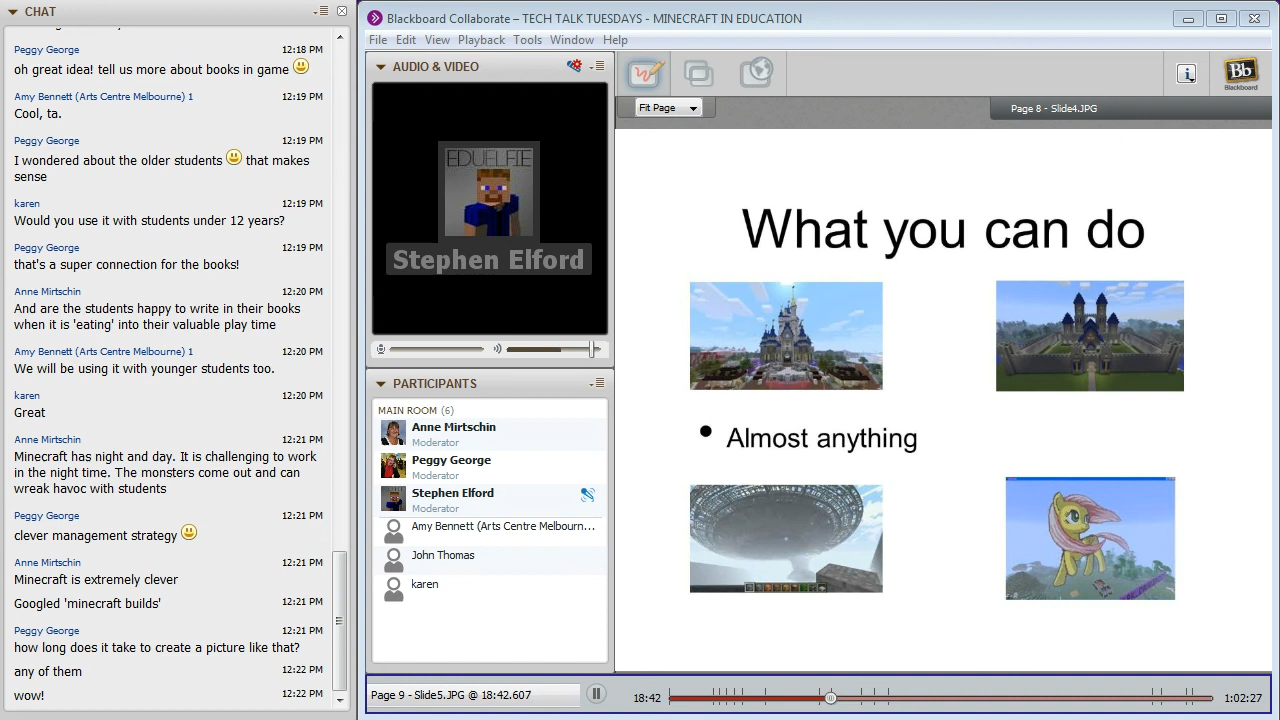 CHAT
Peggy George 12:18 PM
oh great idea! tell us more about books in game
Amy Bennett (Arts Centre Melbourne) 1 12:19 PM
Cool, ta.
Peggy George 12:19 PM
I wondered about the older students that makes
sense
karen 12:19 PM
Would you use it with students under 12 years?
Peggy George 12:19 PM
that's a super connection for the books!
Anne Mirtschin 12:20 PM
And are the students happy to write in their books
when it is 'eating' into their valuable play time
Amy Bennett (Arts Centre Melbourne) 1 12:20 PM
We will be using it with younger students too.
karen 12:20 PM
Great
Anne Mirtschin 12:21 PM
Minecraft has night and day. It is challenging to work
in the night time. The monsters come out and can
wreak havoc with students
Peggy George 12:21 PM
clever management strategy
Anne Mirtschin 12:21 PM
Minecraft is extremely clever
Googled 'minecraft builds' 12:21 PM
Peggy George 12:21 PM
how long does it take to create a picture like that?
any of them 12:22 PM
wow! 12:22 PM
Blackboard Collaborate – TECH TALK TUESDAYS - MINECRAFT IN EDUCATION
File Edit View Playback Tools Window Help
AUDIO & VIDEO
EDUELFIE
Stephen Elford
PARTICIPANTS
MAIN ROOM (6)
Anne Mirtschin
Moderator
Peggy George
Moderator
Stephen Elford
Moderator
Amy Bennett (Arts Centre Melbourn...
John Thomas
karen
Bb
Blackboard
Fit Page
Page 8 - Slide4.JPG
What you can do
• Almost anything
Page 9 - Slide5.JPG @ 18:42.607
18:42
1:02:27